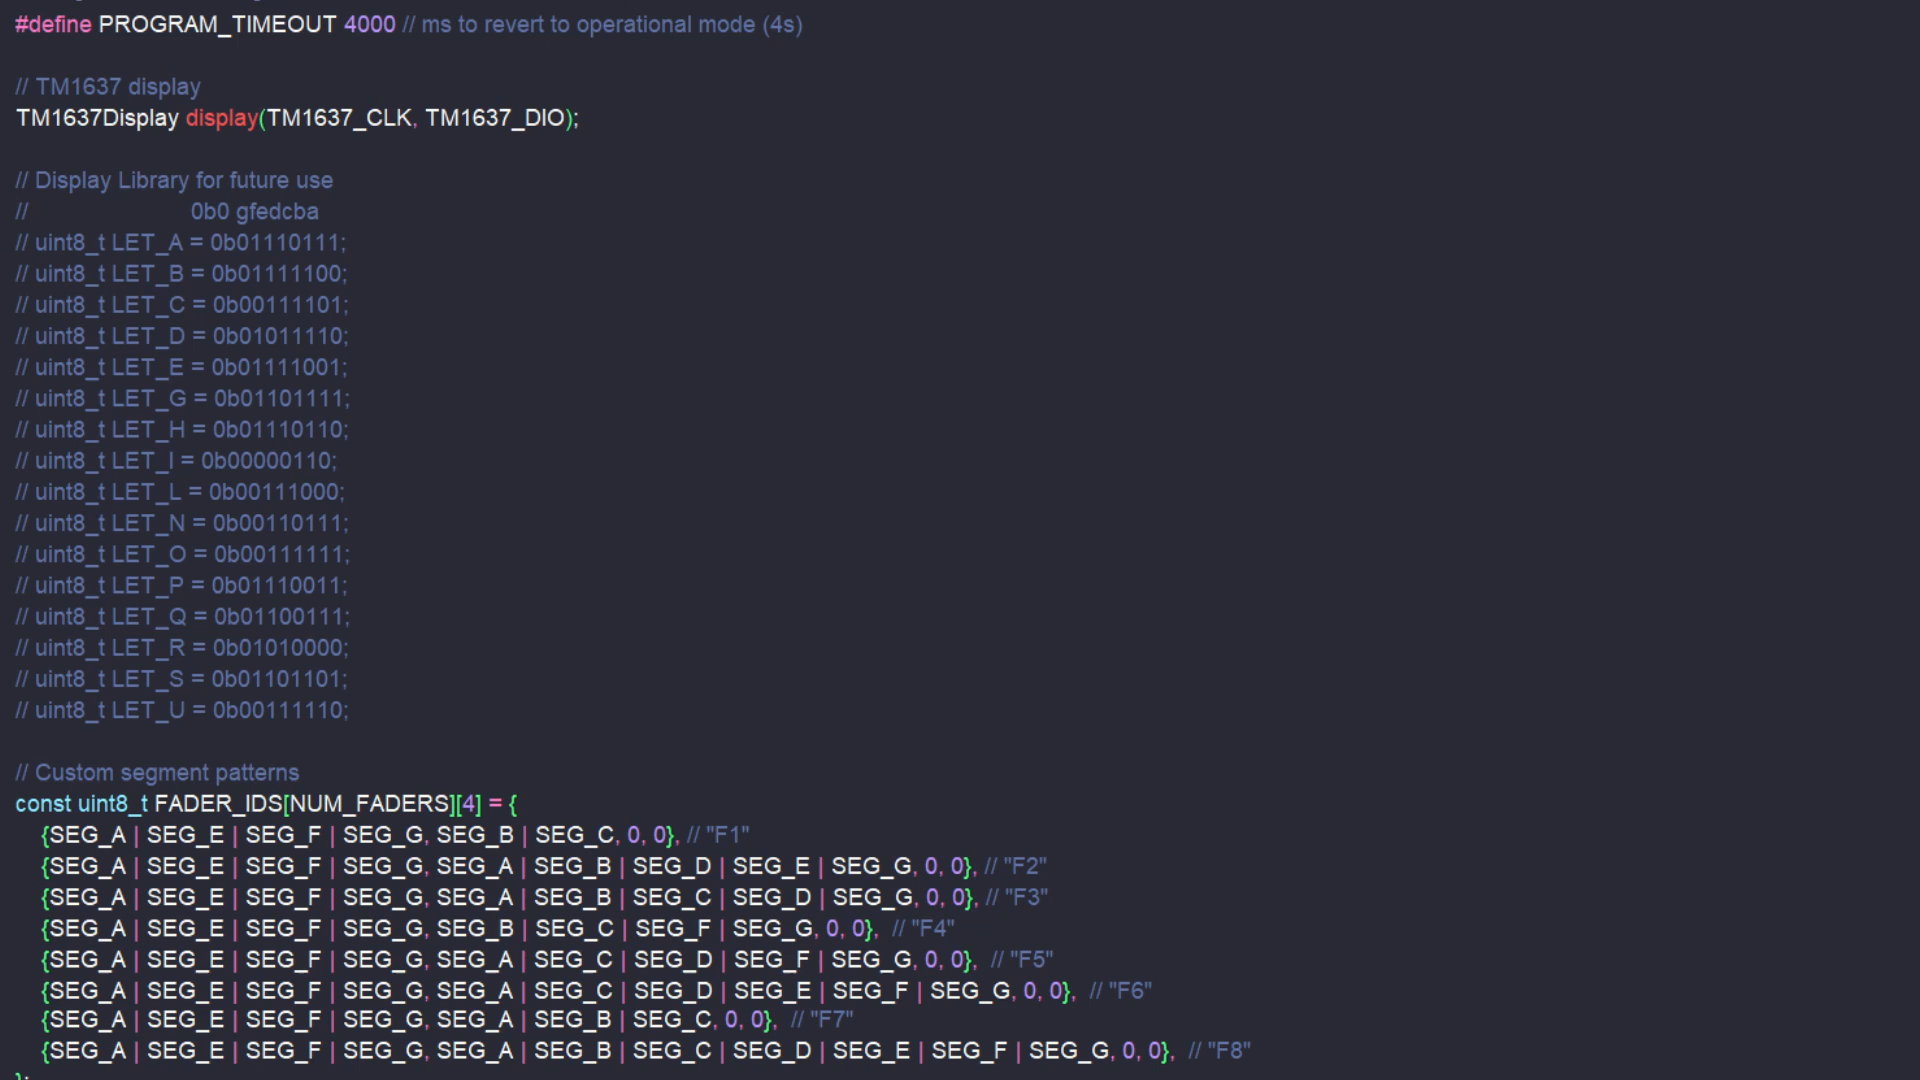 #define PROGRAM_TIMEOUT 4000 // ms to revert to operational mode (4s)
// TM1637 display
TM1637Display display(TM1637_CLK, TM1637_DIO);
// Display Library for future use
// 0b0 gfedcba
// uint8_t LET_A = 0b01110111;
// uint8_t LET_B = 0b01111100;
// uint8_t LET_C = 0b00111101;
// uint8_t LET_D = 0b01011110;
// uint8_t LET_E = 0b01111001;
// uint8_t LET_G = 0b01101111;
// uint8_t LET_H = 0b01110110;
// uint8_t LET_I = 0b00000110;
// uint8_t LET_L = 0b00111000;
// uint8_t LET_N = 0b00110111;
// uint8_t LET_O = 0b00111111;
// uint8_t LET_P = 0b01110011;
// uint8_t LET_Q = 0b01100111;
// uint8_t LET_R = 0b01010000;
// uint8_t LET_S = 0b01101101;
// uint8_t LET_U = 0b00111110;
// Custom segment patterns
const uint8_t FADER_IDS[NUM_FADERS][4] = {
{SEG_A | SEG_E | SEG_F | SEG_G, SEG_B | SEG_C, 0, 0}, // "F1"
{SEG_A | SEG_E | SEG_F | SEG_G, SEG_A | SEG_B | SEG_D | SEG_E | SEG_G, 0, 0}, // "F2"
{SEG_A | SEG_E | SEG_F | SEG_G, SEG_A | SEG_B | SEG_C | SEG_D | SEG_G, 0, 0}, // "F3"
{SEG_A | SEG_E | SEG_F | SEG_G, SEG_B | SEG_C | SEG_F | SEG_G, 0, 0}, // "F4"
{SEG_A | SEG_E | SEG_F | SEG_G, SEG_A | SEG_C | SEG_D | SEG_F | SEG_G, 0, 0}, // "F5"
{SEG_A | SEG_E | SEG_F | SEG_G, SEG_A | SEG_C | SEG_D | SEG_E | SEG_F | SEG_G, 0, 0}, // "F6"
{SEG_A | SEG_E | SEG_F | SEG_G, SEG_A | SEG_B | SEG_C, 0, 0}, // "F7"
{SEG_A | SEG_E | SEG_F | SEG_G, SEG_A | SEG_B | SEG_C | SEG_D | SEG_E | SEG_F | SEG_G, 0, 0}, // "F8"